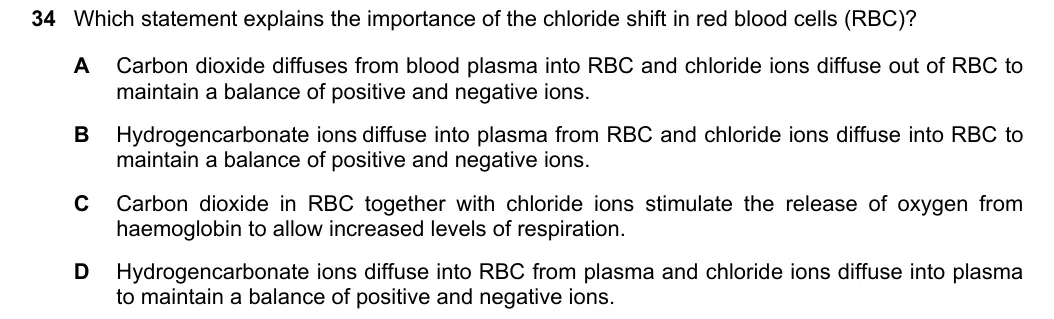 34 Which statement explains the importance of the chloride shift in red blood cells (RBC)?
A Carbon dioxide diffuses from blood plasma into RBC and chloride ions diffuse out of RBC to
maintain a balance of positive and negative ions.
B Hydrogencarbonate ions diffuse into plasma from RBC and chloride ions diffuse into RBC to
maintain a balance of positive and negative ions.
C Carbon dioxide in RBC together with chloride ions stimulate the release of oxygen from
haemoglobin to allow increased levels of respiration.
D Hydrogencarbonate ions diffuse into RBC from plasma and chloride ions diffuse into plasma
to maintain a balance of positive and negative ions.